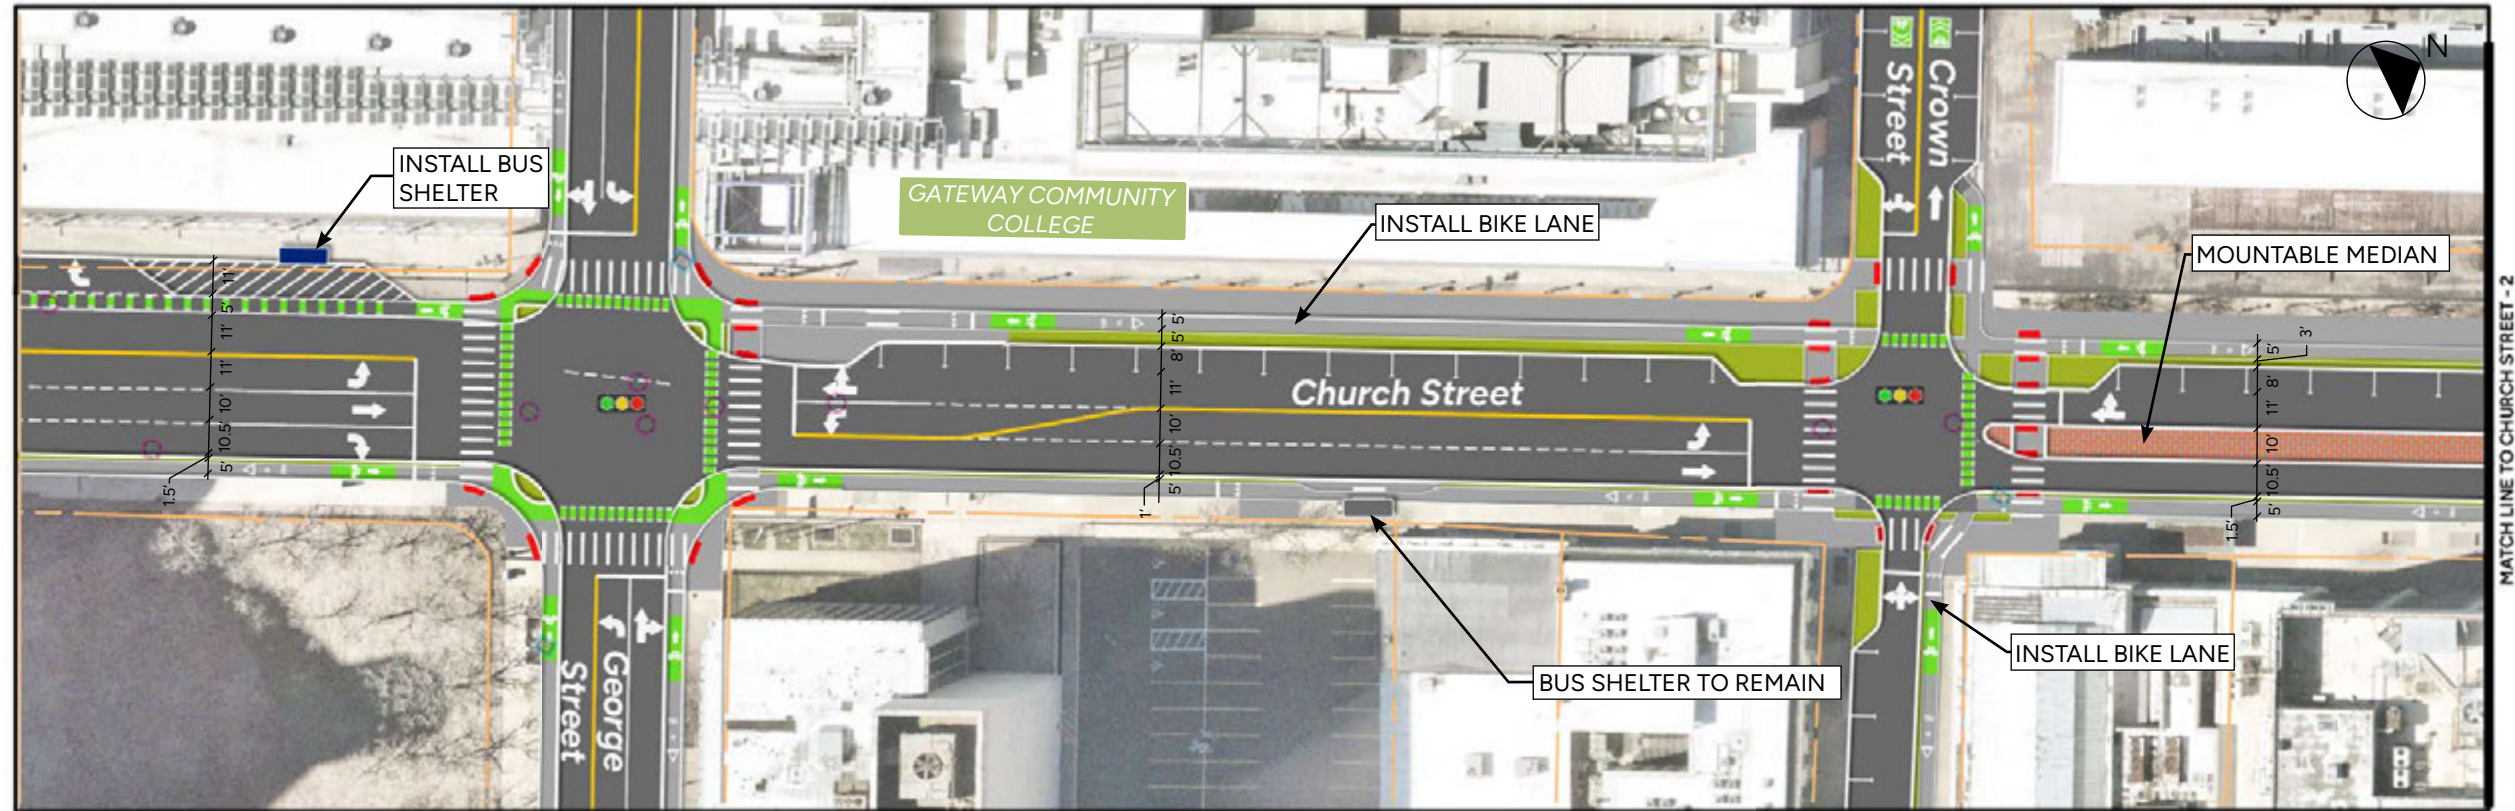 N
INSTALL BUS
SHELTER
GATEWAY COMMUNITY
COLLEGE
INSTALL BIKE LANE
Crown
Street
MOUNTABLE MEDIAN
MATCH LINE TO CHURCH STREET - 2
11'
5'
11'
11'
10'
10.5'
5'
1.5'
5'
5'
8'
11'
10'
10.5'
5'
1'
Church Street
3'
5'
8'
11'
10'
10.5'
5'
1.5'
George
Street
BUS SHELTER TO REMAIN
INSTALL BIKE LANE